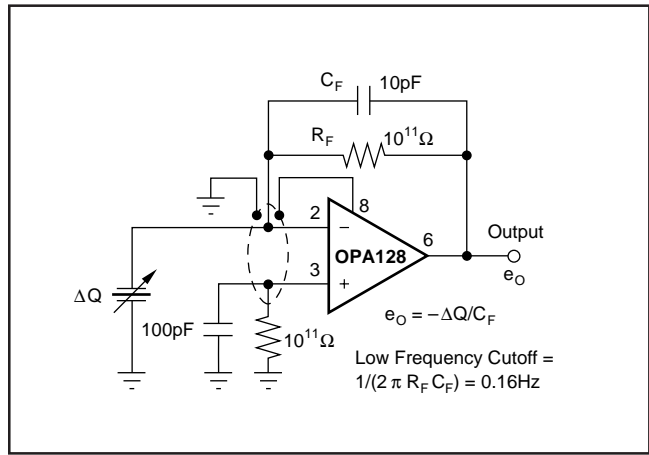 C_F 10pF
R_F 10^11Ω
2
8
OPA128
−
6
Output
e_O
3
+
ΔQ
100pF
10^11Ω
e_O = −ΔQ/C_F
Low Frequency Cutoff =
1/(2 π R_F C_F) = 0.16Hz